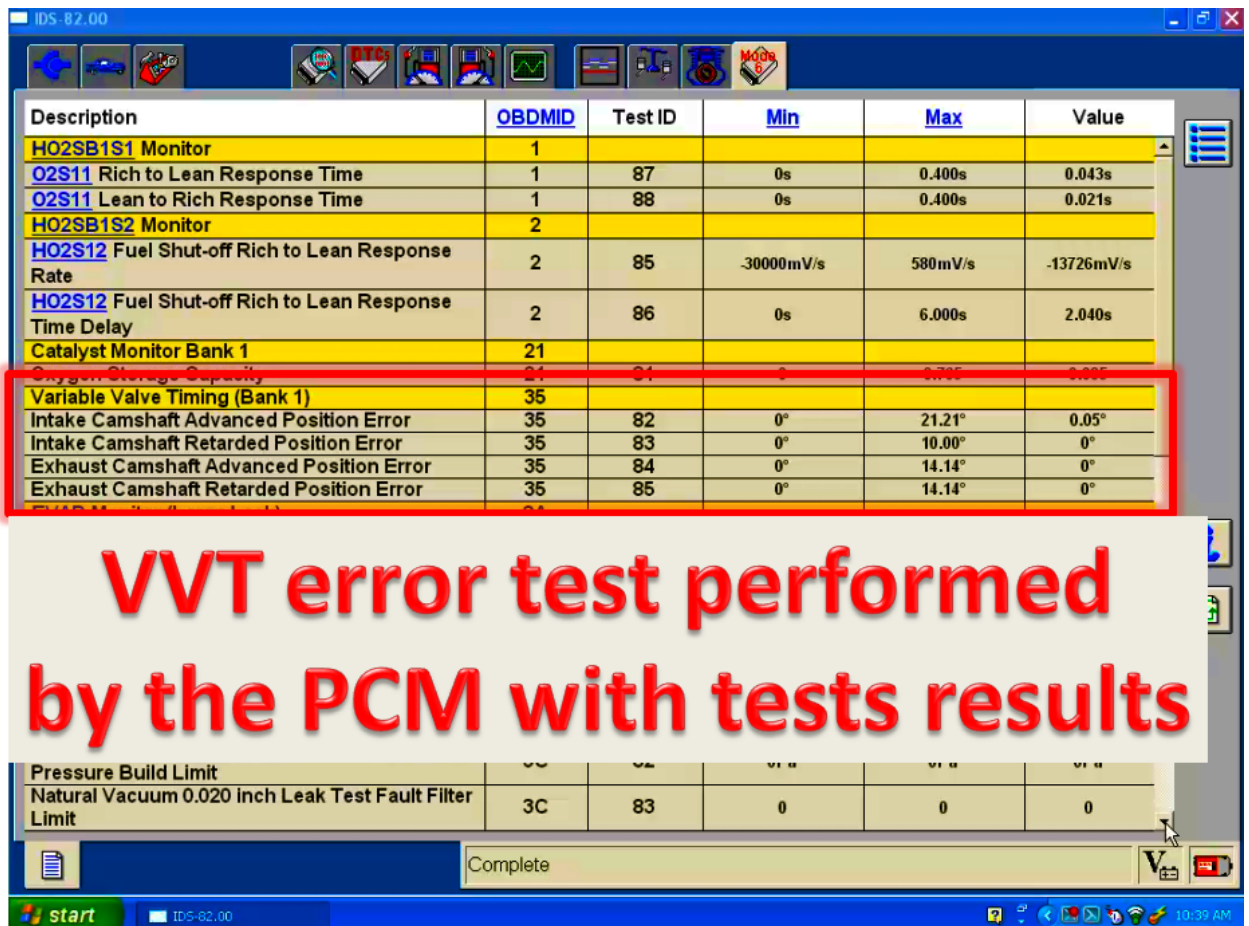 IDS-82.00
DTCs
Mode 6
Description OBDMID Test ID Min Max Value
HO2SB1S1 Monitor 1
O2S11 Rich to Lean Response Time 1 87 0s 0.400s 0.043s
O2S11 Lean to Rich Response Time 1 88 0s 0.400s 0.021s
HO2SB1S2 Monitor 2
HO2S12 Fuel Shut-off Rich to Lean Response
Rate 2 85 -30000mV/s 580mV/s -13726mV/s
HO2S12 Fuel Shut-off Rich to Lean Response
Time Delay 2 86 0s 6.000s 2.040s
Catalyst Monitor Bank 1 21
Oxygen Storage Capacity
Variable Valve Timing (Bank 1) 35
Intake Camshaft Advanced Position Error 35 82 0° 21.21° 0.05°
Intake Camshaft Retarded Position Error 35 83 0° 10.00° 0°
Exhaust Camshaft Advanced Position Error 35 84 0° 14.14° 0°
Exhaust Camshaft Retarded Position Error 35 85 0° 14.14° 0°
VVT error test performed
by the PCM with tests results
Pressure Build Limit
Natural Vacuum 0.020 inch Leak Test Fault Filter
Limit 3C 83 0 0 0
Complete
start IDS-82.00 10:39 AM